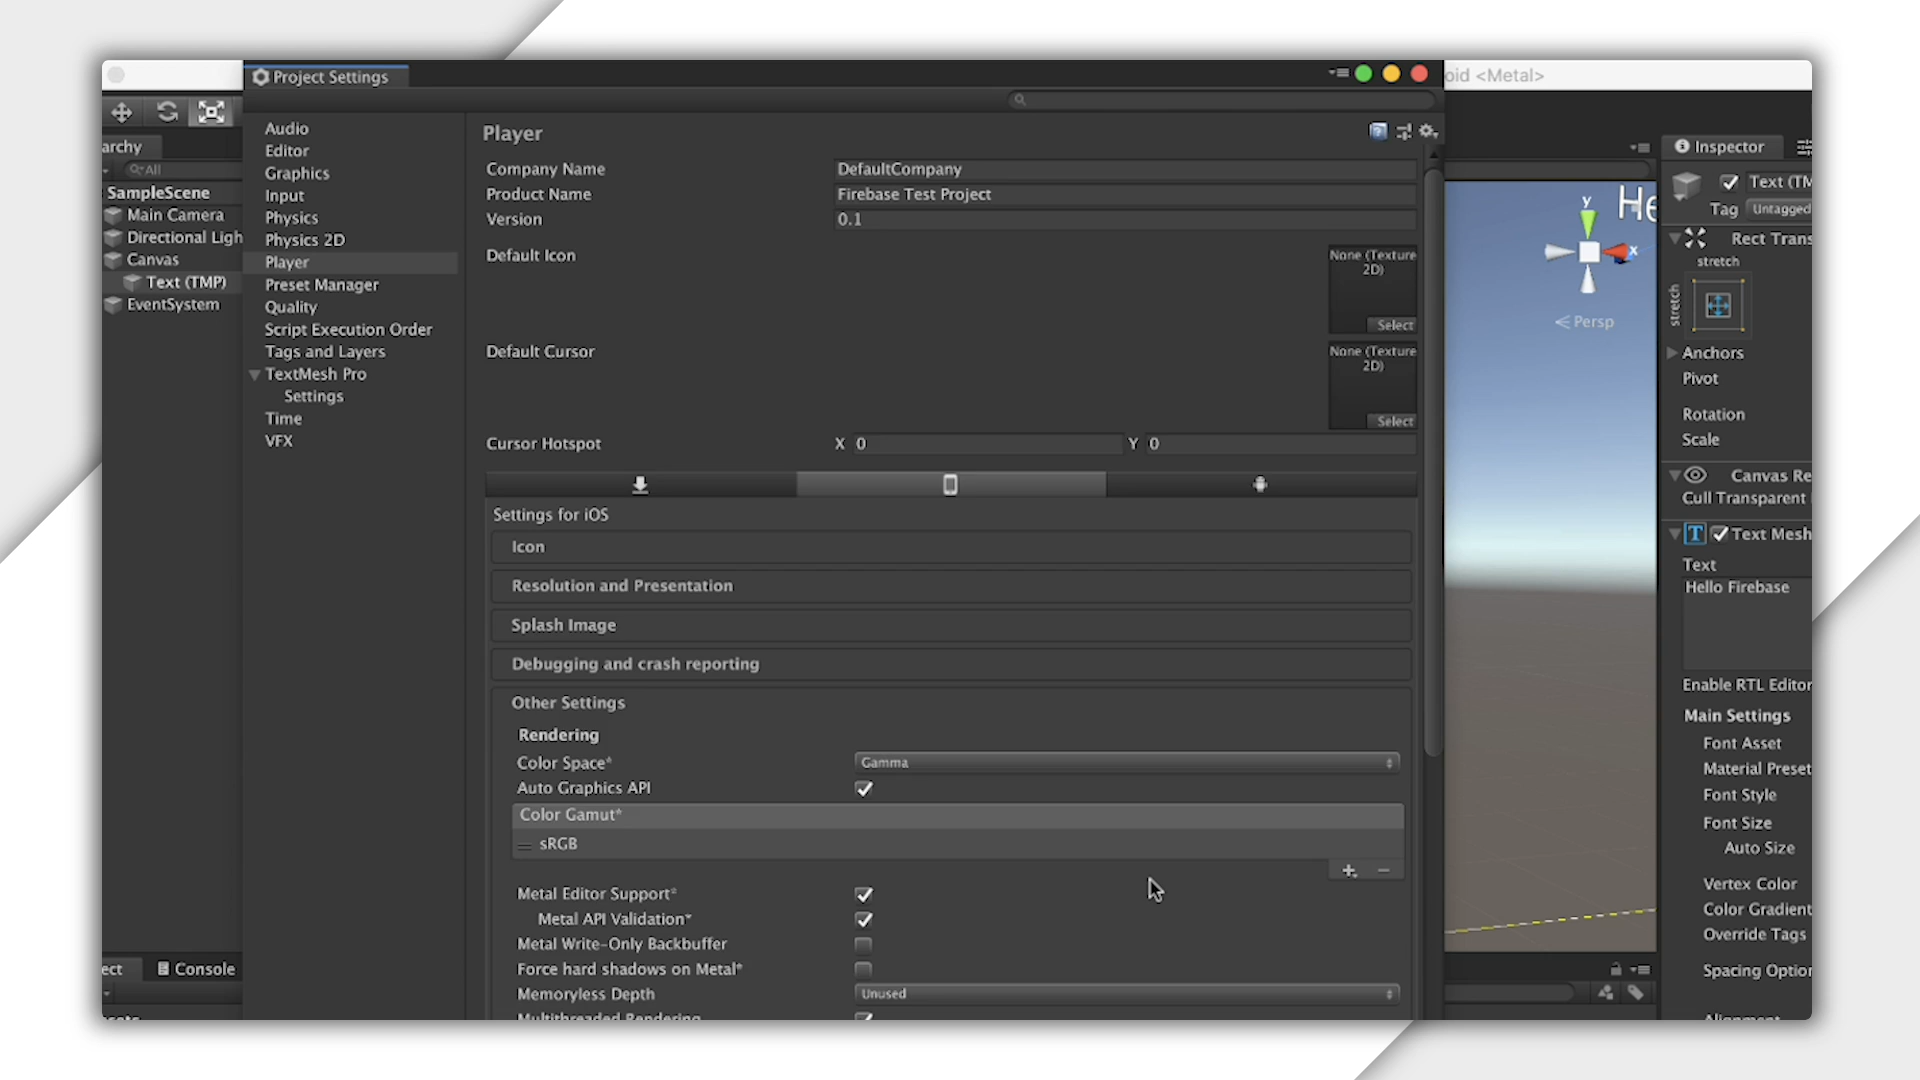 Project Settings
oid <Metal>
Audio
Editor
Graphics
Input
Physics
Physics 2D
Player
Preset Manager
Quality
Script Execution Order
Tags and Layers
TextMesh Pro
Settings
Time
VFX
archy
All
SampleScene
Main Camera
Directional Ligh
Canvas
Text (TMP)
EventSystem
ect
Console
Player
Company Name
DefaultCompany
Product Name
Firebase Test Project
Version
0.1
Default Icon
None (Texture
2D)
Select
Default Cursor
None (Texture
2D)
Select
Cursor Hotspot
X 0
Y 0
Settings for iOS
Icon
Resolution and Presentation
Splash Image
Debugging and crash reporting
Other Settings
Rendering
Color Space*
Gamma
Auto Graphics API
Color Gamut*
sRGB
Metal Editor Support*
Metal API Validation*
Metal Write-Only Backbuffer
Force hard shadows on Metal*
Memoryless Depth
Unused
Multithreaded Rendering
y
He
x
Persp
Inspector
Text (TM
Tag
Untagged
Rect Trans
stretch
stretch
Anchors
Pivot
Rotation
Scale
Canvas Re
Cull Transparent
Text Mesh
Text
Hello Firebase
Enable RTL Editor
Main Settings
Font Asset
Material Preset
Font Style
Font Size
Auto Size
Vertex Color
Color Gradient
Override Tags
Spacing Option
Alignment